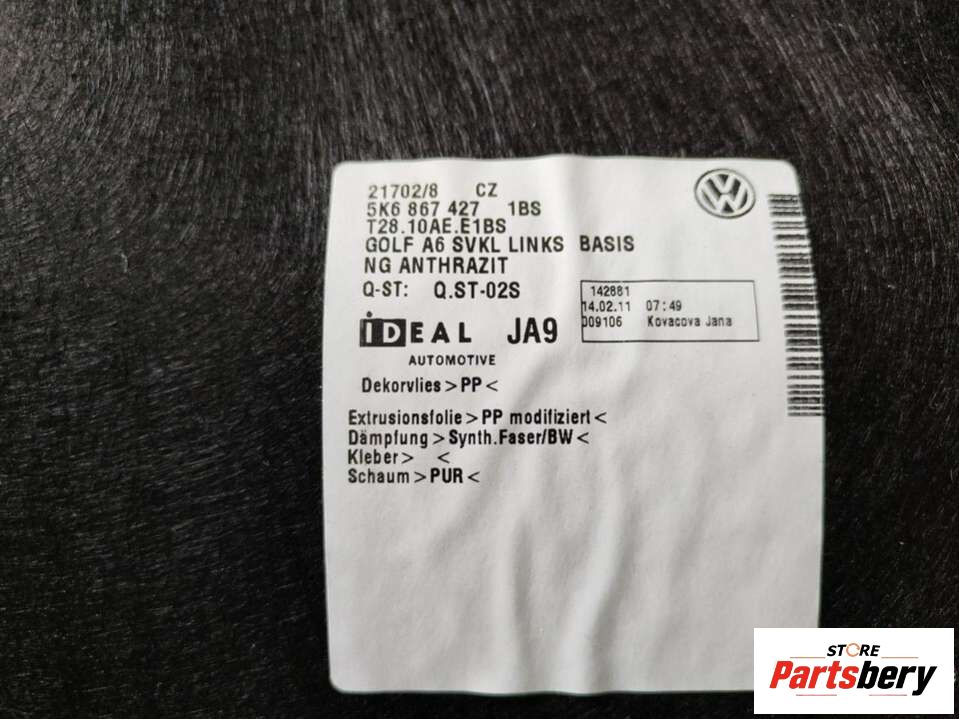 21702/8 CZ
5K6 867 427 1BS
T28.10AE.E1BS
GOLF A6 SVKL LINKS BASIS
NG ANTHRAZIT
Q-ST: Q.ST-02S
142881
14.02.11 07:49
D09106 Kovacova Jana
iDEAL JA9
AUTOMOTIVE
Dekorvlies > PP <
Extrusionsfolie > PP modifiziert <
Dämpfung > Synth.Faser/BW <
Kleber > <
Schaum > PUR <
STORE
Partsbery